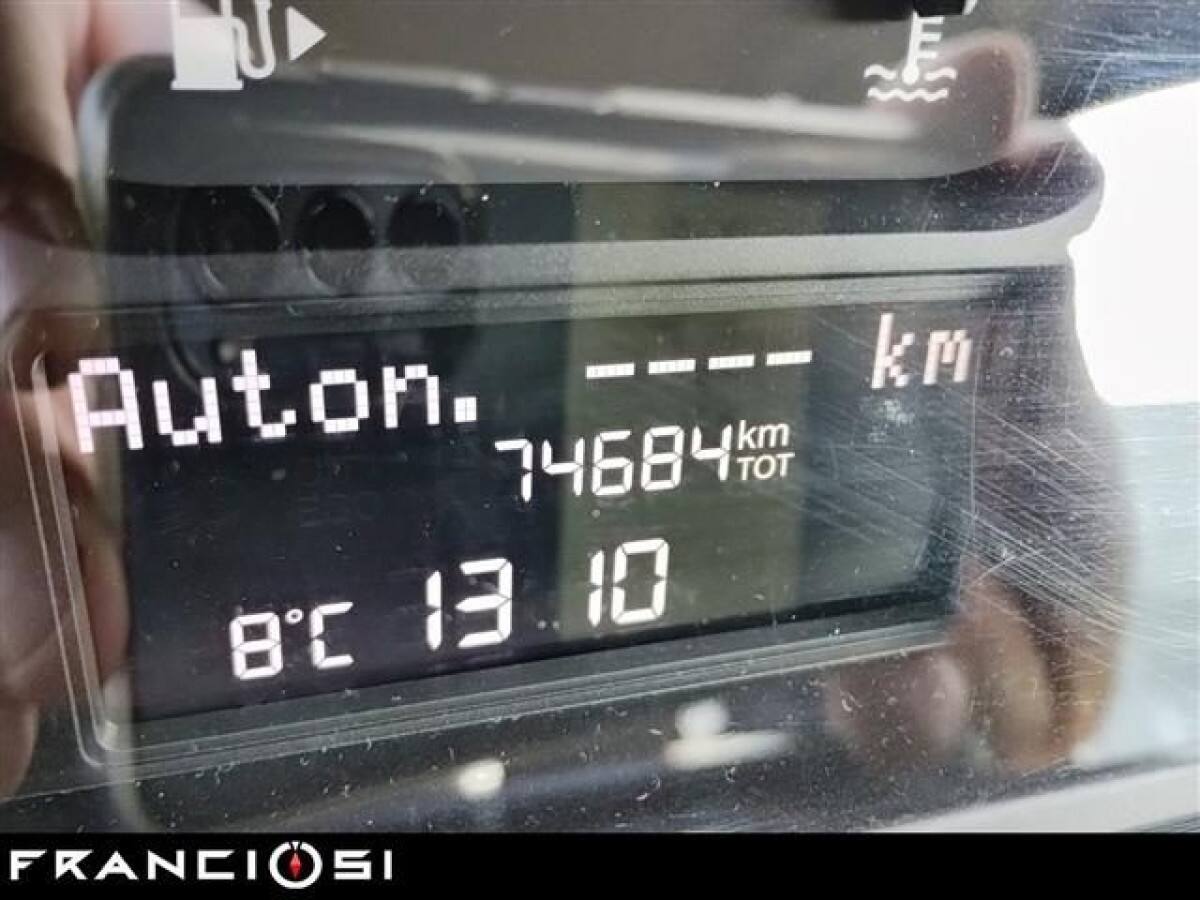 Auton. ---- km
74684 km TOT
8°C 13 10
FRANCIOSI